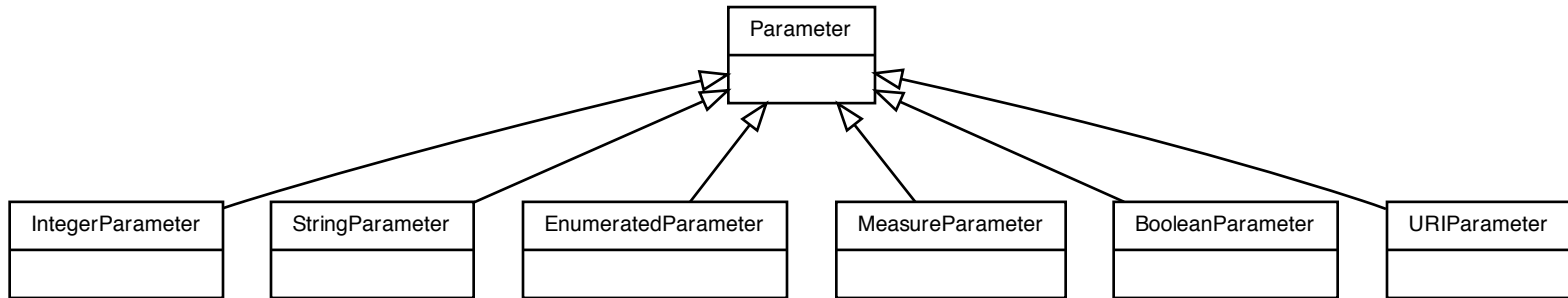 Parameter
IntegerParameter
StringParameter
EnumeratedParameter
MeasureParameter
BooleanParameter
URIParameter